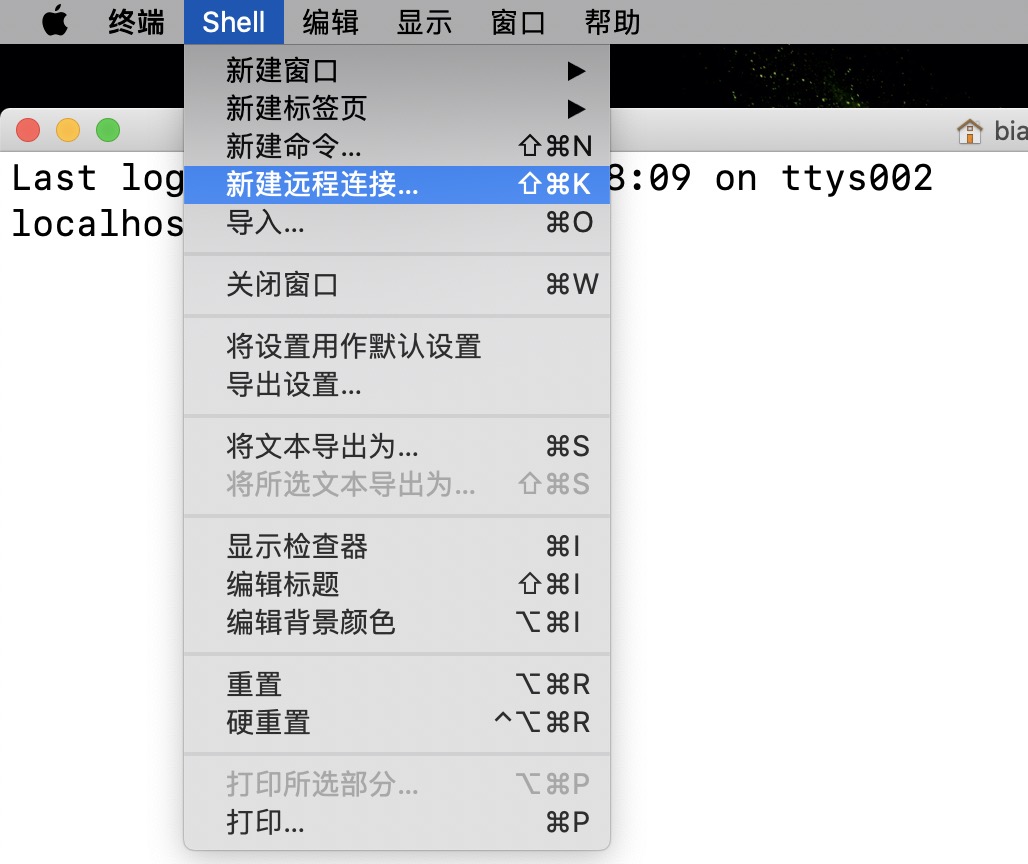 终端 Shell 编辑 显示 窗口 帮助
新建窗口 ▶
新建标签页 ▶
新建命令... ⇧⌘N
新建远程连接... ⇧⌘K
导入... ⌘O
关闭窗口 ⌘W
将设置用作默认设置
导出设置...
将文本导出为... ⌘S
将所选文本导出为... ⇧⌘S
显示检查器 ⌘I
编辑标题 ⇧⌘I
编辑背景颜色 ⌥⌘I
重置 ⌥⌘R
硬重置 ^⌥⌘R
打印所选部分... ⌥⌘P
打印... ⌘P
bia
Last log 8:09 on ttys002
localhos